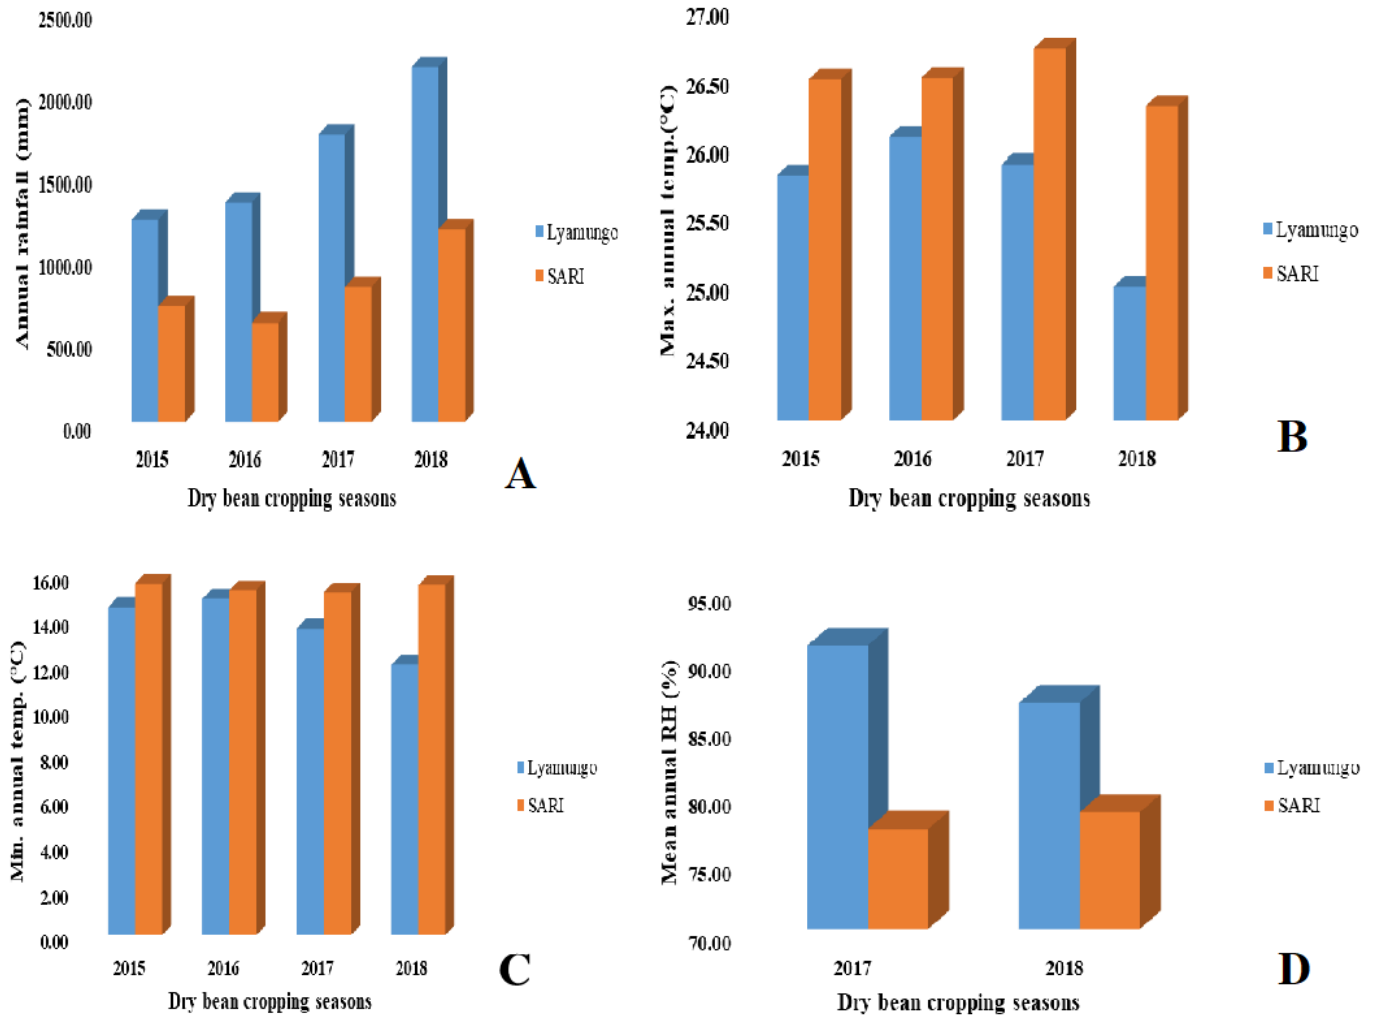 2500.00
2000.00
1500.00
1000.00
500.00
0.00
Annual rainfall (mm)
2015 2016 2017 2018
Dry bean cropping seasons
Lyamungo
SARI
A
27.00
26.50
26.00
25.50
25.00
24.50
24.00
Max. annual temp.(°C)
2015 2016 2017 2018
Dry bean cropping seasons
Lyamungo
SARI
B
16.00
14.00
12.00
10.00
8.00
6.00
4.00
2.00
0.00
Min. annual temp. (°C)
2015 2016 2017 2018
Dry bean cropping seasons
Lyamungo
SARI
C
95.00
90.00
85.00
80.00
75.00
70.00
Mean annual RH (%)
2017 2018
Dry bean cropping seasons
Lyamungo
SARI
D